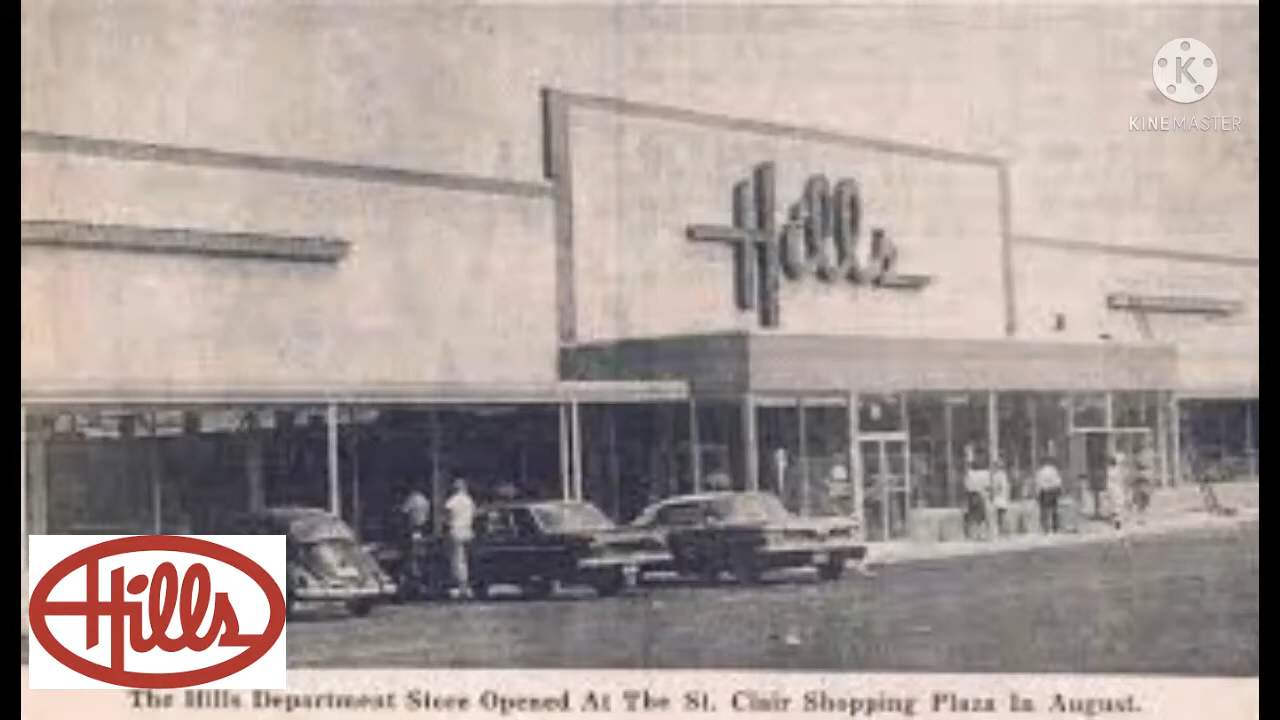 K
KINEMASTER
Hills
Hills
The Hills Department Store Opened At The St. Clair Shopping Plaza In August.